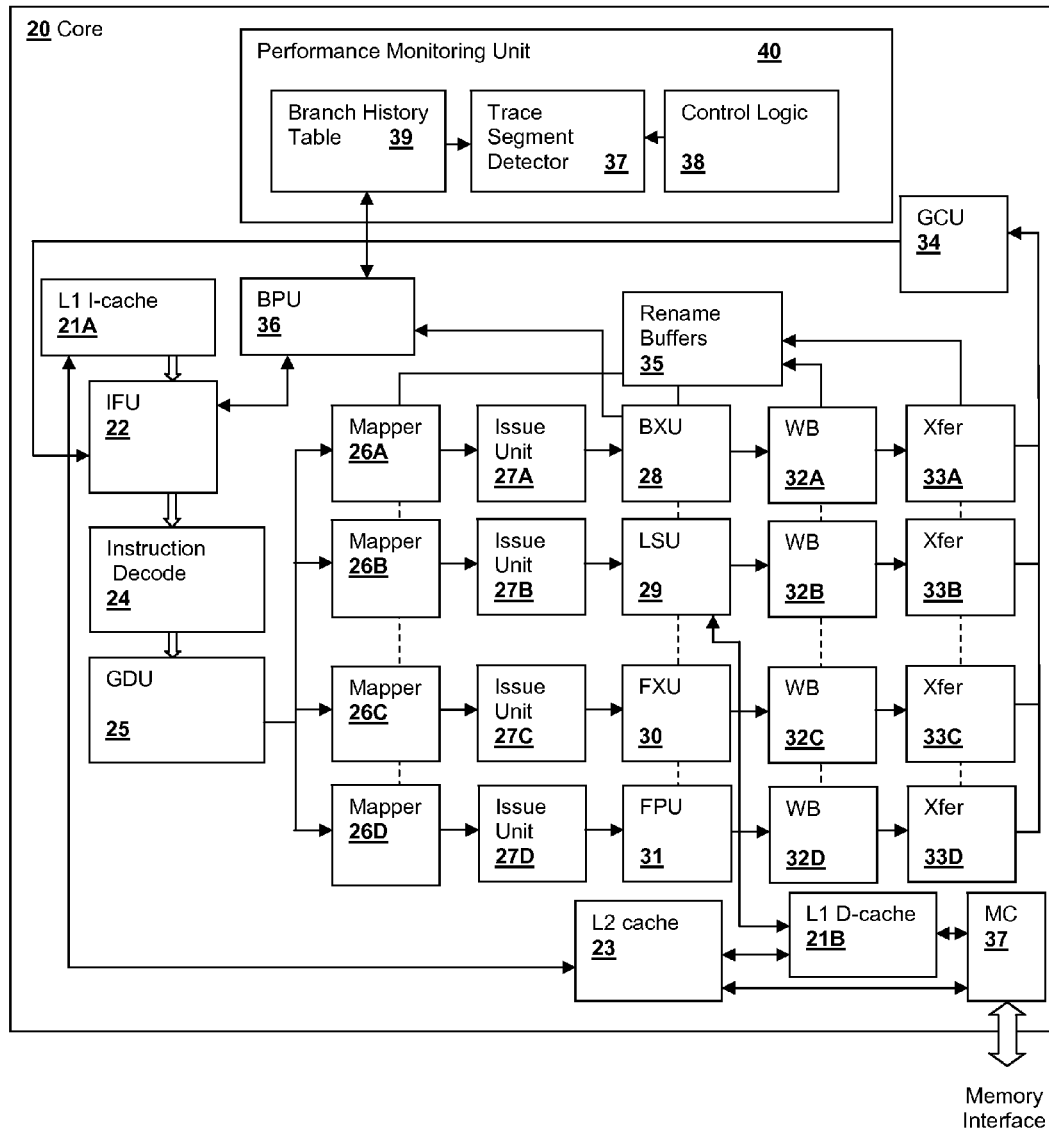 20 Core
Performance Monitoring Unit 40
Branch History
Table 39
Trace
Segment
Detector 37
Control Logic
38
GCU
34
L1 I-cache
21A
BPU
36
Rename
Buffers
35
IFU
22
Mapper
26A
Issue
Unit
27A
BXU
28
WB
32A
Xfer
33A
Instruction
Decode
24
Mapper
26B
Issue
Unit
27B
LSU
29
WB
32B
Xfer
33B
GDU
25
Mapper
26C
Issue
Unit
27C
FXU
30
WB
32C
Xfer
33C
Mapper
26D
Issue
Unit
27D
FPU
31
WB
32D
Xfer
33D
L2 cache
23
L1 D-cache
21B
MC
37
Memory
Interface